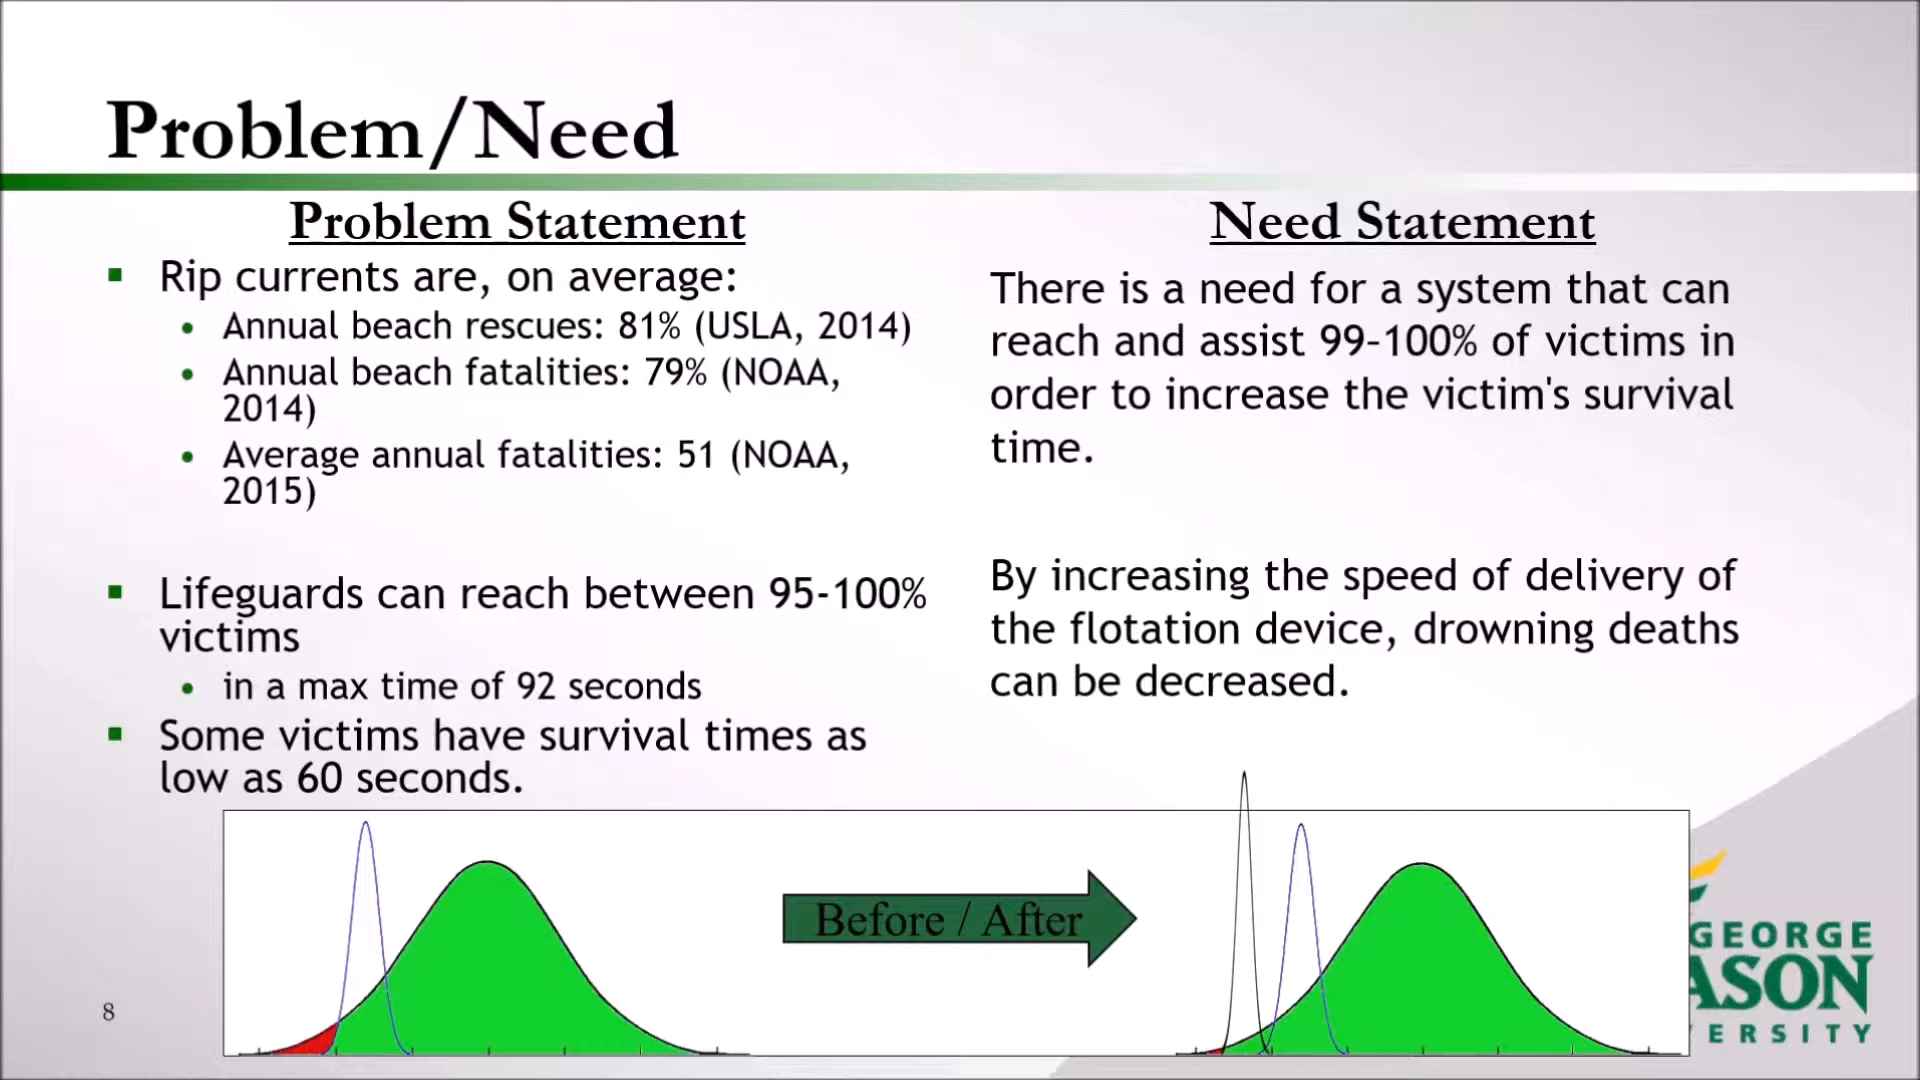 Problem/Need
Problem Statement
Rip currents are, on average:
Annual beach rescues: 81% (USLA, 2014)
Annual beach fatalities: 79% (NOAA,
2014)
Average annual fatalities: 51 (NOAA,
2015)
Lifeguards can reach between 95-100%
victims
in a max time of 92 seconds
Some victims have survival times as
low as 60 seconds.
Need Statement
There is a need for a system that can
reach and assist 99–100% of victims in
order to increase the victim's survival
time.
By increasing the speed of delivery of
the flotation device, drowning deaths
can be decreased.
Before / After
GEORGE
ASON
ERSITY
8